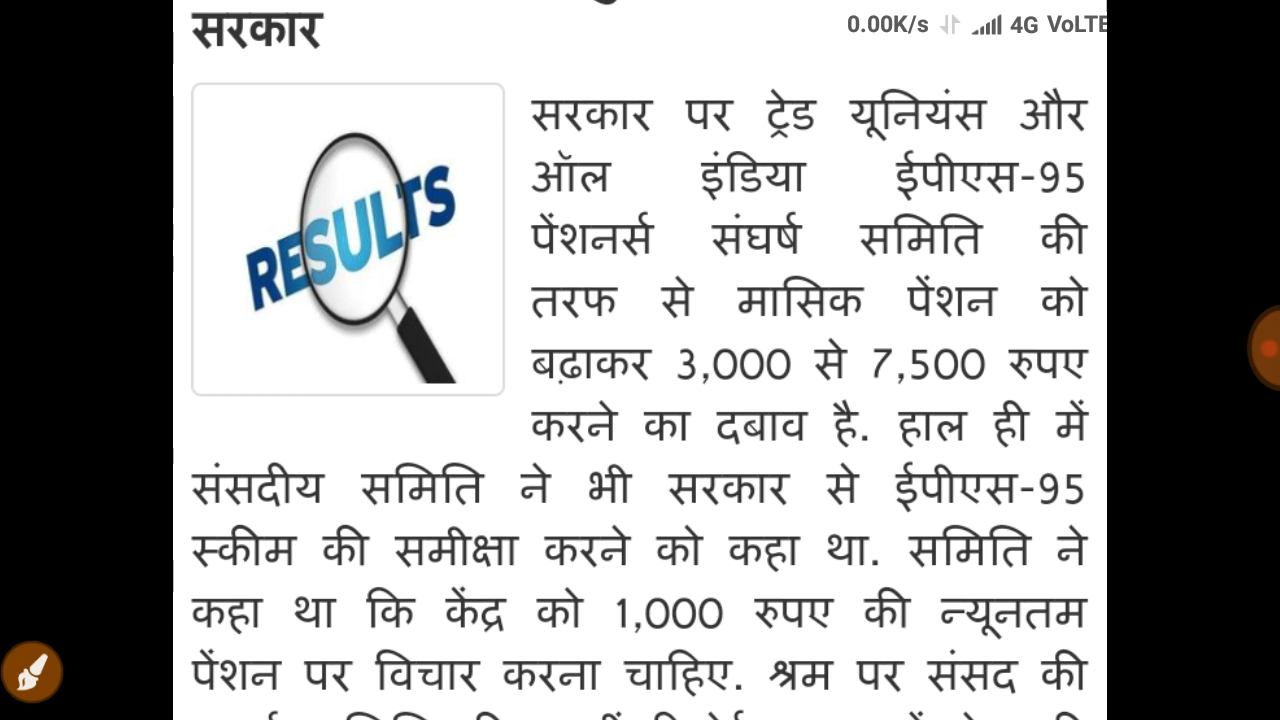 सरकार
0.00K/s 4G VoLTE
RESULTS
सरकार पर ट्रेड यूनियंस और
ऑल इंडिया ईपीएस-95
पेंशनर्स संघर्ष समिति की
तरफ से मासिक पेंशन को
बढ़ाकर 3,000 से 7,500 रुपए
करने का दबाव है. हाल ही में
संसदीय समिति ने भी सरकार से ईपीएस-95
स्कीम की समीक्षा करने को कहा था. समिति ने
कहा था कि केंद्र को 1,000 रुपए की न्यूनतम
पेंशन पर विचार करना चाहिए. श्रम पर संसद की